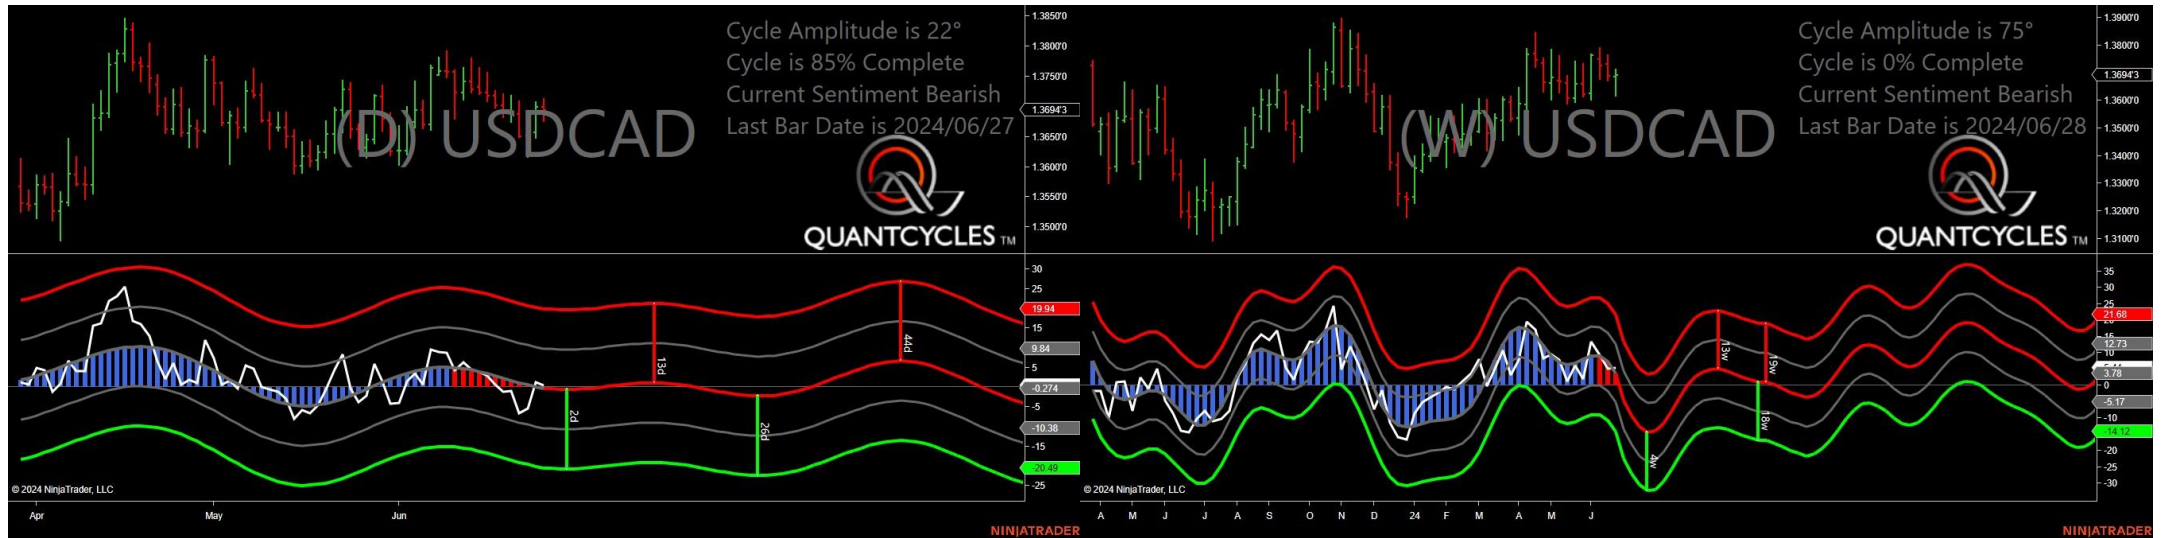 Cycle Amplitude is 22°
Cycle is 85% Complete
Current Sentiment Bearish
Last Bar Date is 2024/06/27
(D) USDCAD
QUANTCYCLES TM
1.3850'0
1.3800'0
1.3750'0
1.3694'3
1.3650'0
1.3600'0
1.3550'0
1.3500'0
30
25
19.94
15
9.84
5
-0.274
-5
-10.38
-15
-20.49
-25
13d
44d
2d
26d
© 2024 NinjaTrader, LLC
Apr May Jun
NINJATRADER
Cycle Amplitude is 75°
Cycle is 0% Complete
Current Sentiment Bearish
Last Bar Date is 2024/06/28
(W) USDCAD
QUANTCYCLES TM
1.3900'0
1.3800'0
1.3694'3
1.3600'0
1.3500'0
1.3400'0
1.3300'0
1.3200'0
1.3100'0
35
30
25
21.68
12.73
10
3.78
0
-5.17
-10
-14.12
-20
-25
-30
13w
19w
18w
4w
© 2024 NinjaTrader, LLC
A M J J A S O N D 24 F M A M J
NINJATRADER